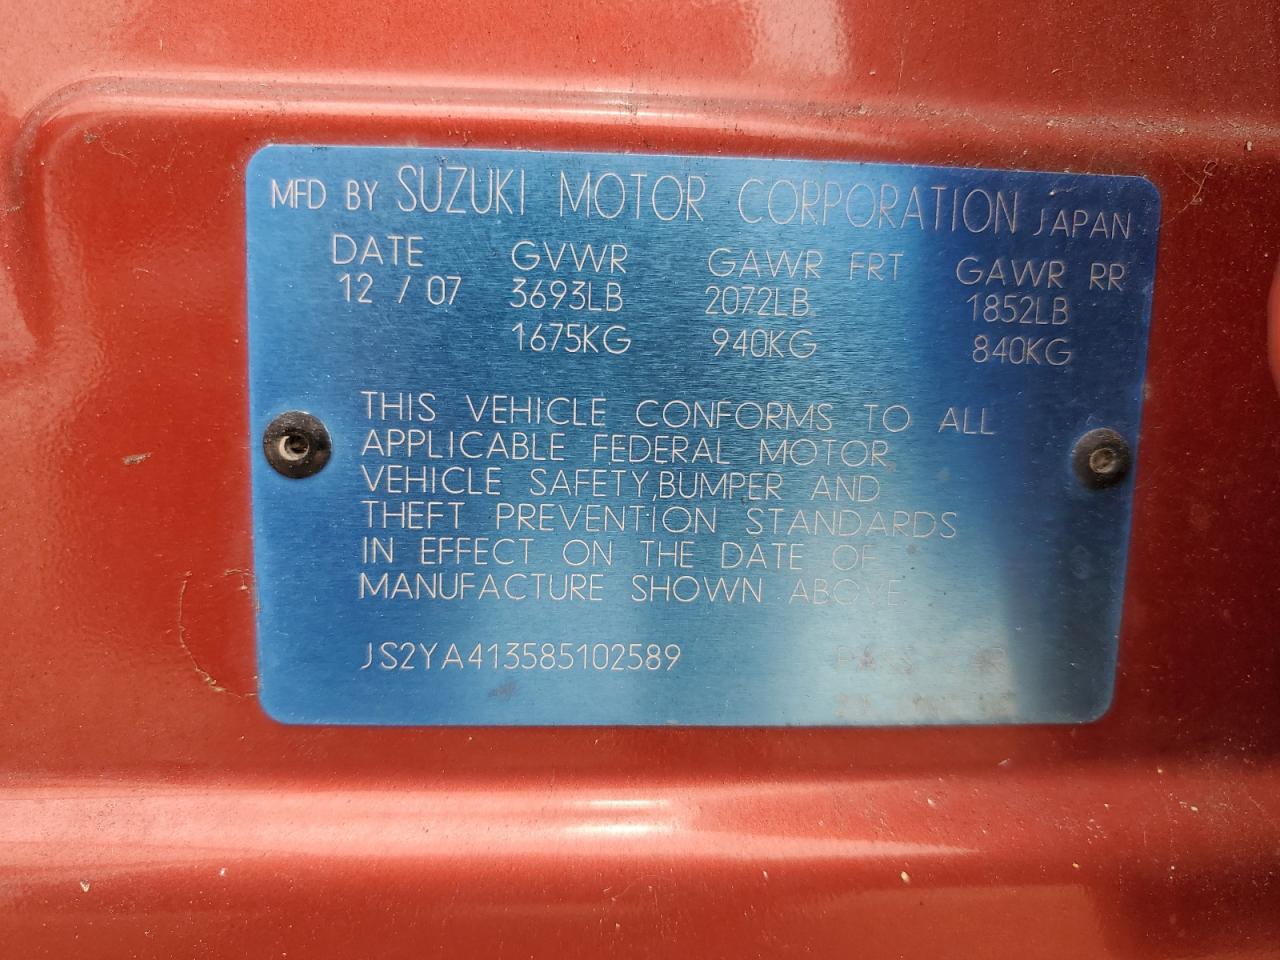 MFD BY SUZUKI MOTOR CORPORATION JAPAN
DATE GVWR GAWR FRT GAWR RR
12 / 07 3693LB 2072LB 1852LB
1675KG 940KG 840KG
THIS VEHICLE CONFORMS TO ALL
APPLICABLE FEDERAL MOTOR
VEHICLE SAFETY,BUMPER AND
THEFT PREVENTION STANDARDS
IN EFFECT ON THE DATE OF
MANUFACTURE SHOWN ABOVE
JS2YA413585102589